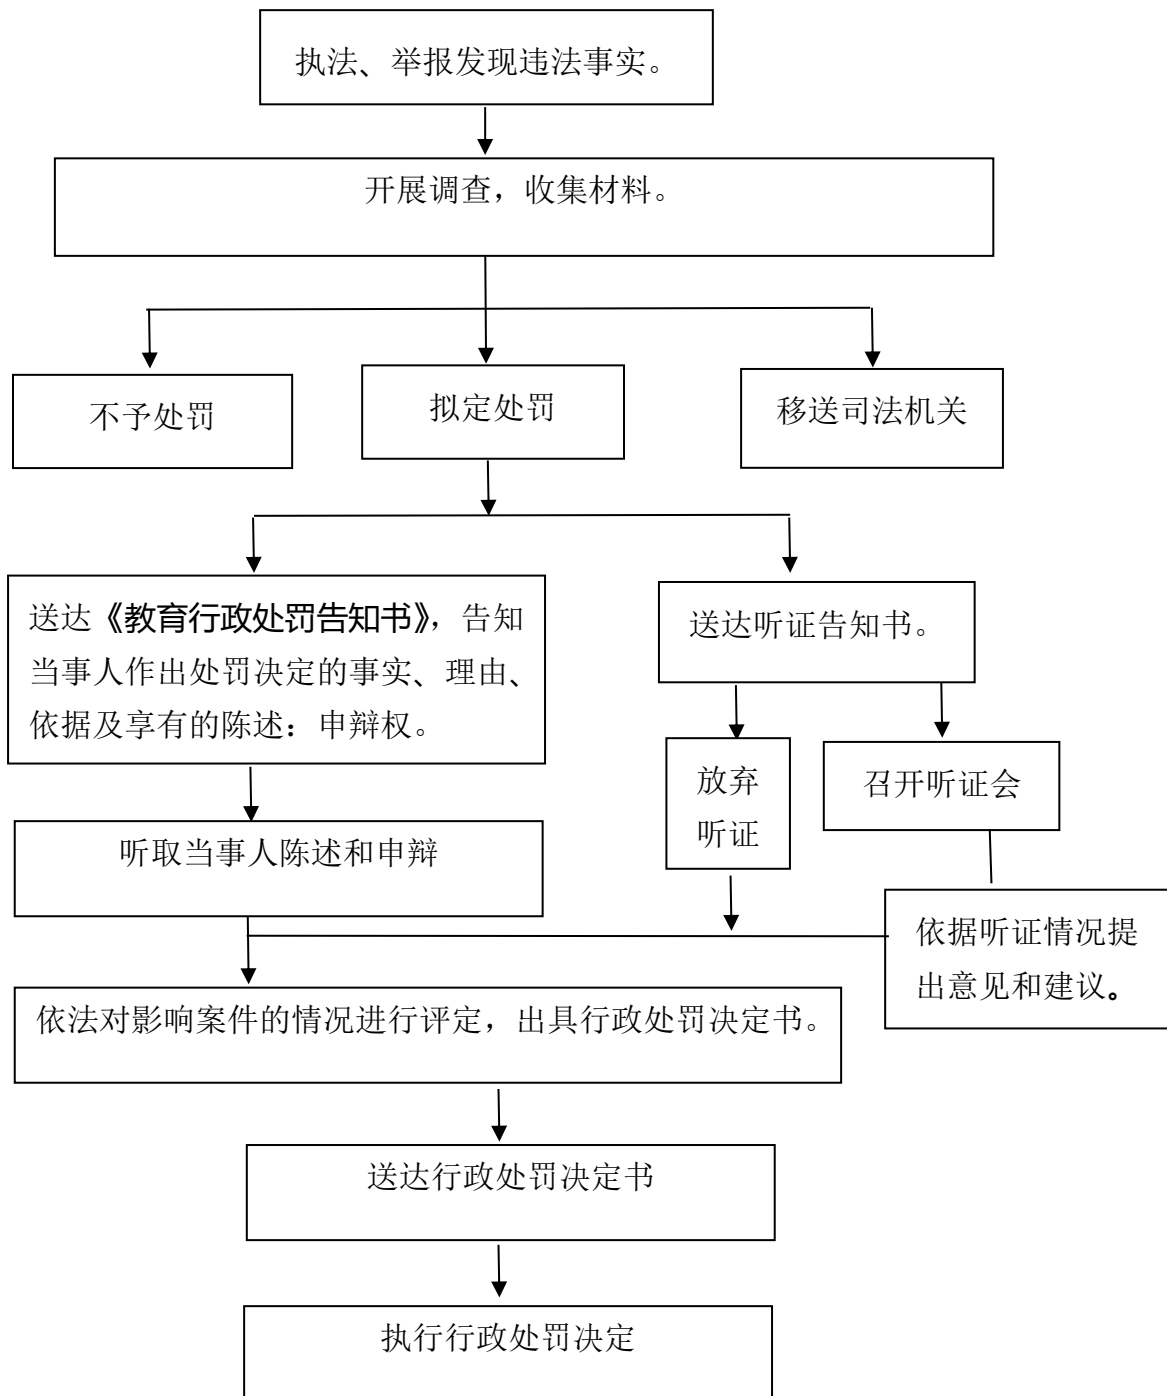 执法、举报发现违法事实。
开展调查，收集材料。
不予处罚
拟定处罚
移送司法机关
送达《教育行政处罚告知书》，告知
当事人作出处罚决定的事实、理由、
依据及享有的陈述：申辩权。
送达听证告知书。
放弃
听证
召开听证会
听取当事人陈述和申辩
依据听证情况提
出意见和建议。
依法对影响案件的情况进行评定，出具行政处罚决定书。
送达行政处罚决定书
执行行政处罚决定